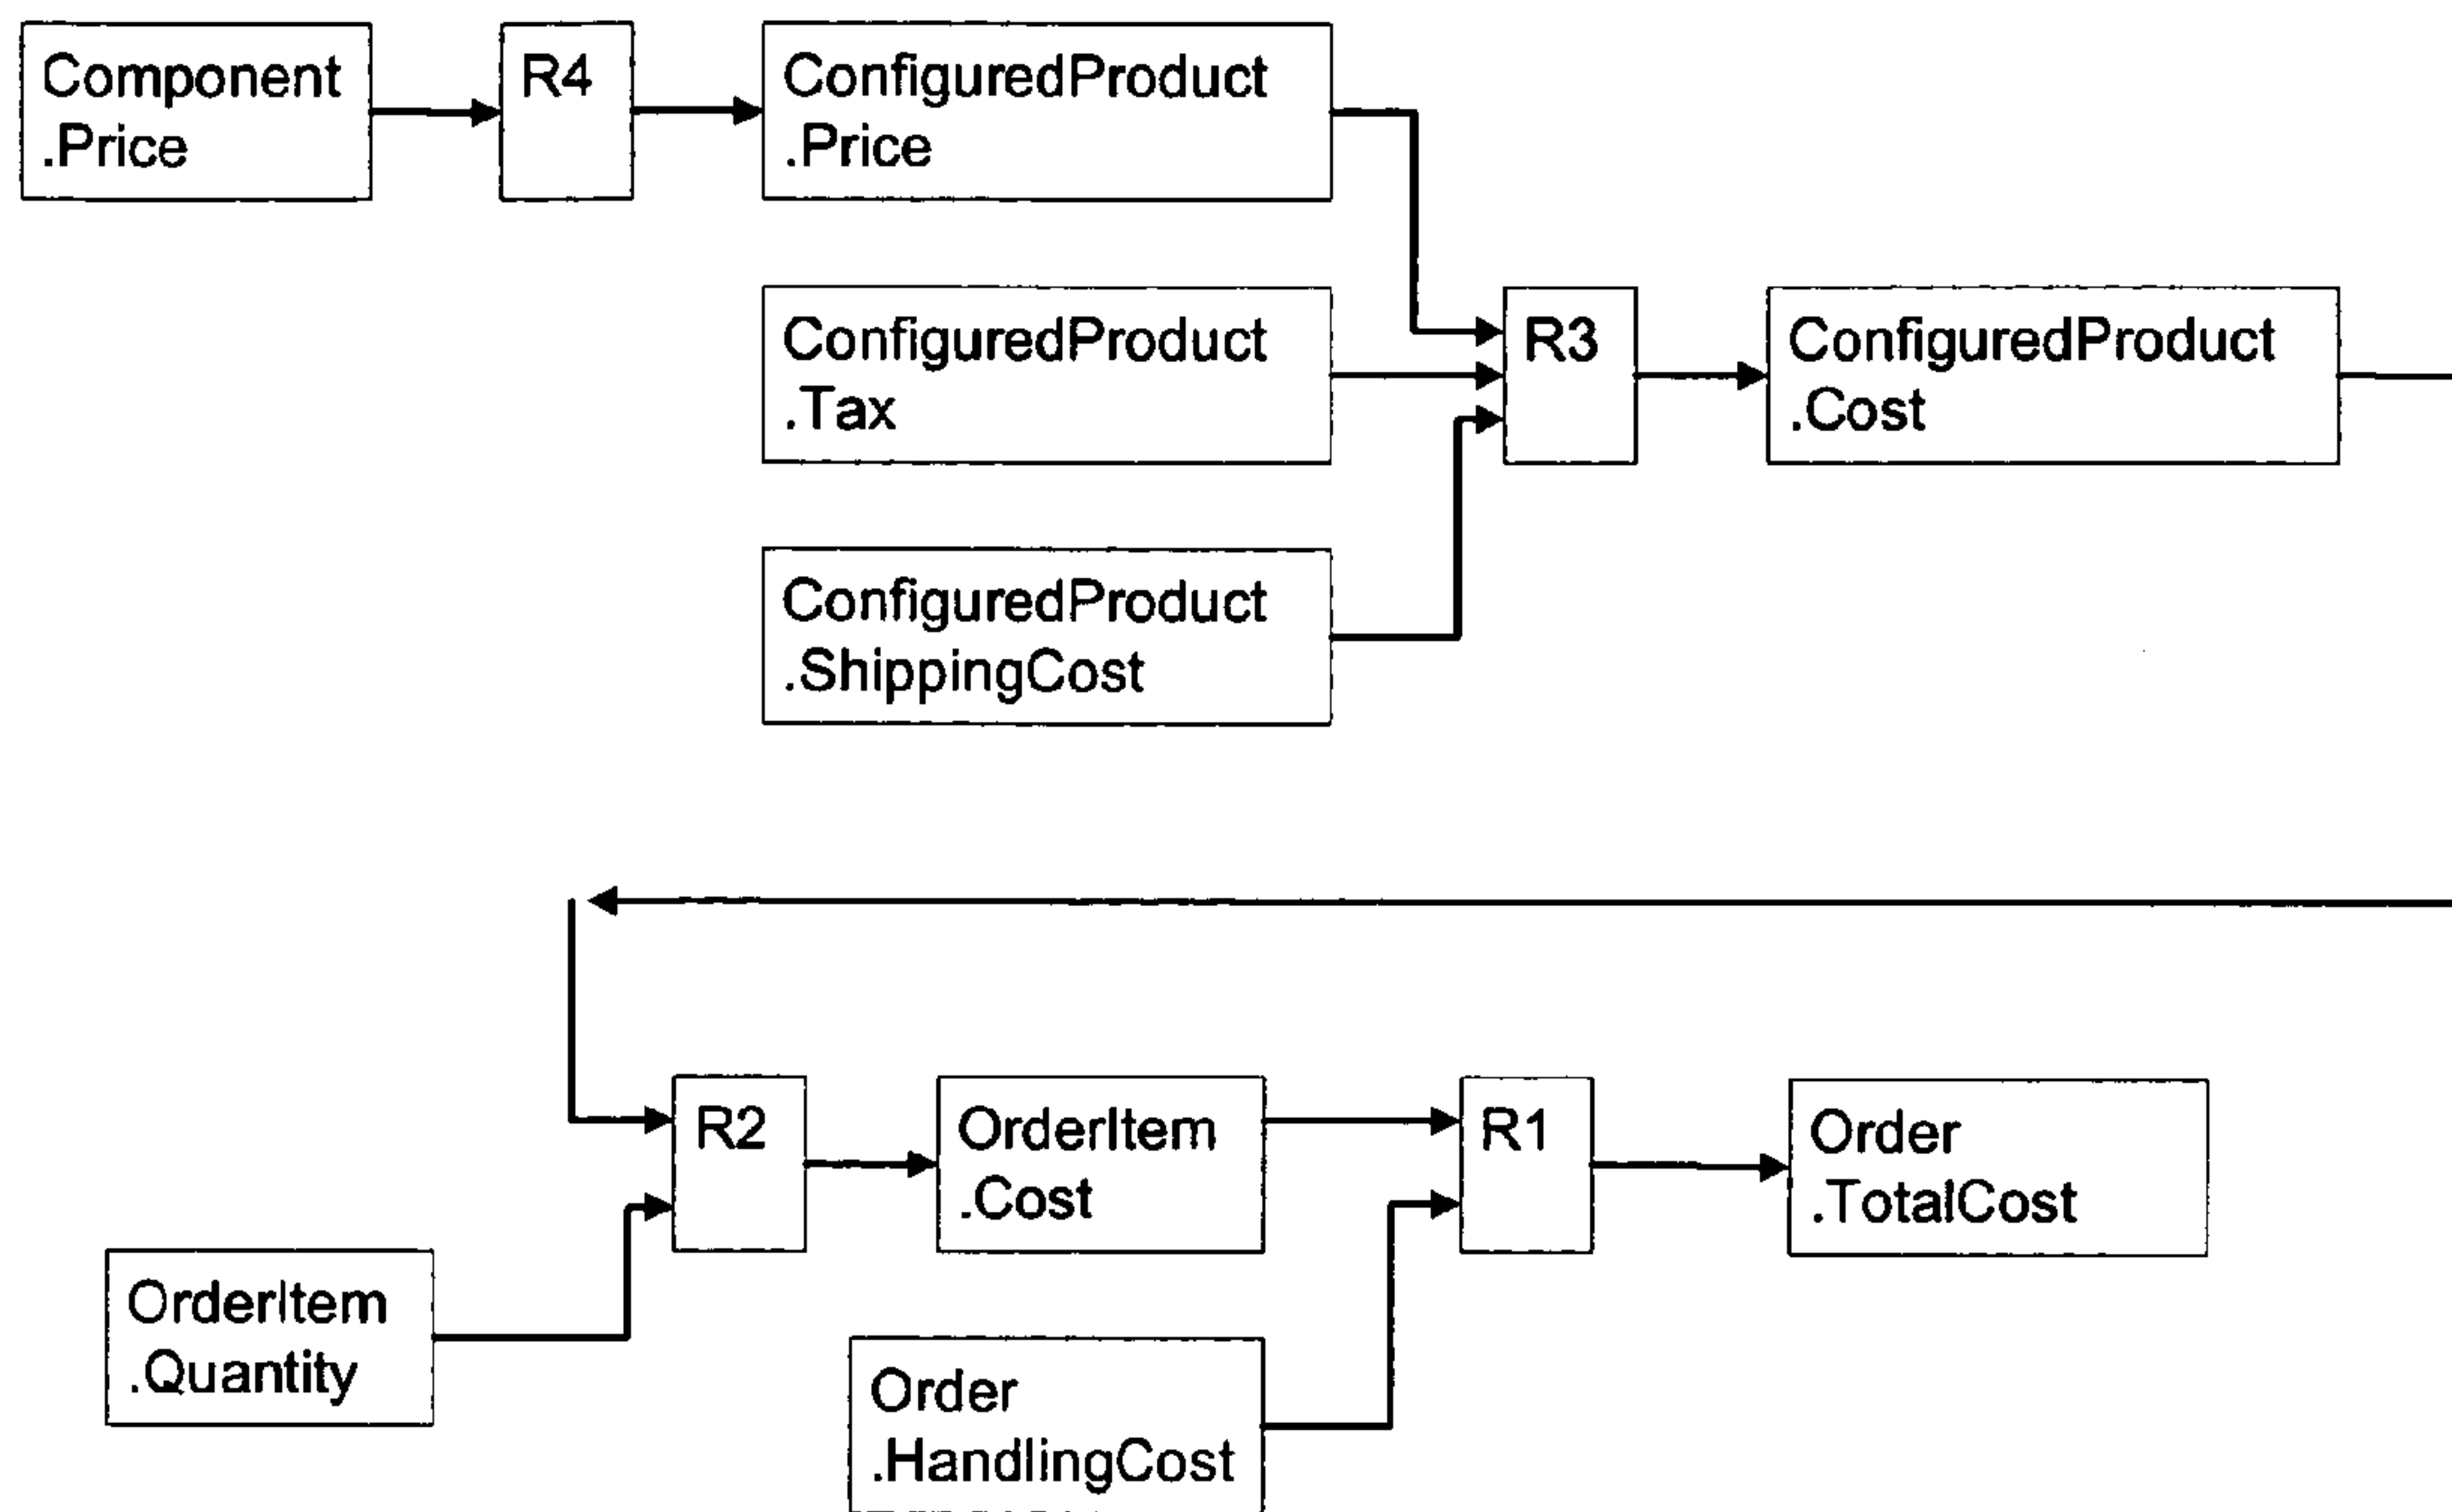 Component
.Price
R4
ConfiguredProduct
.Price
ConfiguredProduct
.Tax
R3
ConfiguredProduct
.Cost
ConfiguredProduct
.ShippingCost
R2
OrderItem
.Cost
R1
Order
.TotalCost
OrderItem
.Quantity
Order
.HandlingCost